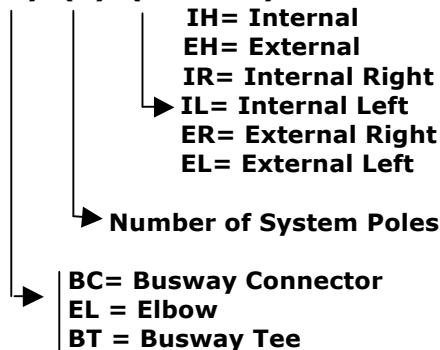 IH= Internal
EH= External
IR= Internal Right
IL= Internal Left
ER= External Right
EL= External Left
Number of System Poles
BC= Busway Connector
EL = Elbow
BT = Busway Tee